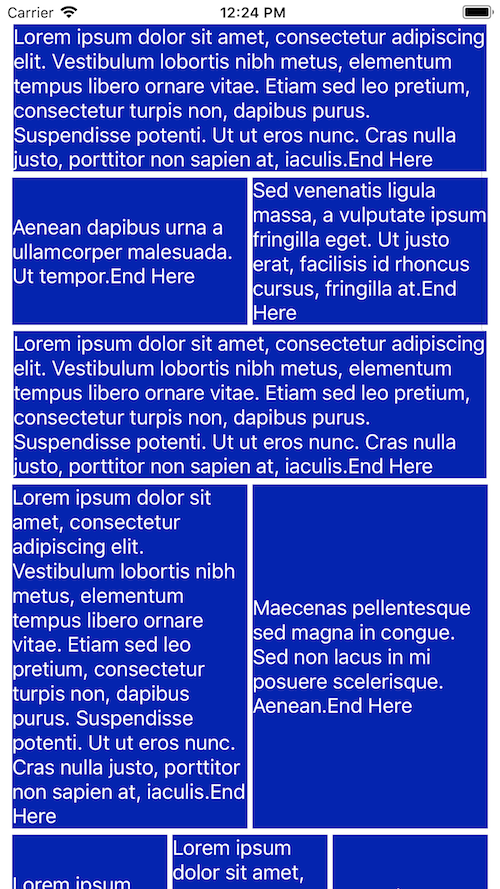 Carrier
12:24 PM
Lorem ipsum dolor sit amet, consectetur adipiscing
elit. Vestibulum lobortis nibh metus, elementum
tempus libero ornare vitae. Etiam sed leo pretium,
consectetur turpis non, dapibus purus.
Suspendisse potenti. Ut ut eros nunc. Cras nulla
justo, porttitor non sapien at, iaculis.End Here
Aenean dapibus urna a
ullamcorper malesuada.
Ut tempor.End Here
Sed venenatis ligula
massa, a vulputate ipsum
fringilla eget. Ut justo
erat, facilisis id rhoncus
cursus, fringilla at.End
Here
Lorem ipsum dolor sit amet, consectetur adipiscing
elit. Vestibulum lobortis nibh metus, elementum
tempus libero ornare vitae. Etiam sed leo pretium,
consectetur turpis non, dapibus purus.
Suspendisse potenti. Ut ut eros nunc. Cras nulla
justo, porttitor non sapien at, iaculis.End Here
Lorem ipsum dolor sit
amet, consectetur
adipiscing elit.
Vestibulum lobortis nibh
metus, elementum
tempus libero ornare
vitae. Etiam sed leo
pretium, consectetur
turpis non, dapibus
purus. Suspendisse
potenti. Ut ut eros nunc.
Cras nulla justo, porttitor
non sapien at, iaculis.End
Here
Maecenas pellentesque
sed magna in congue.
Sed non lacus in mi
posuere scelerisque.
Aenean.End Here
Lorem ipsum
Lorem ipsum
dolor sit amet,